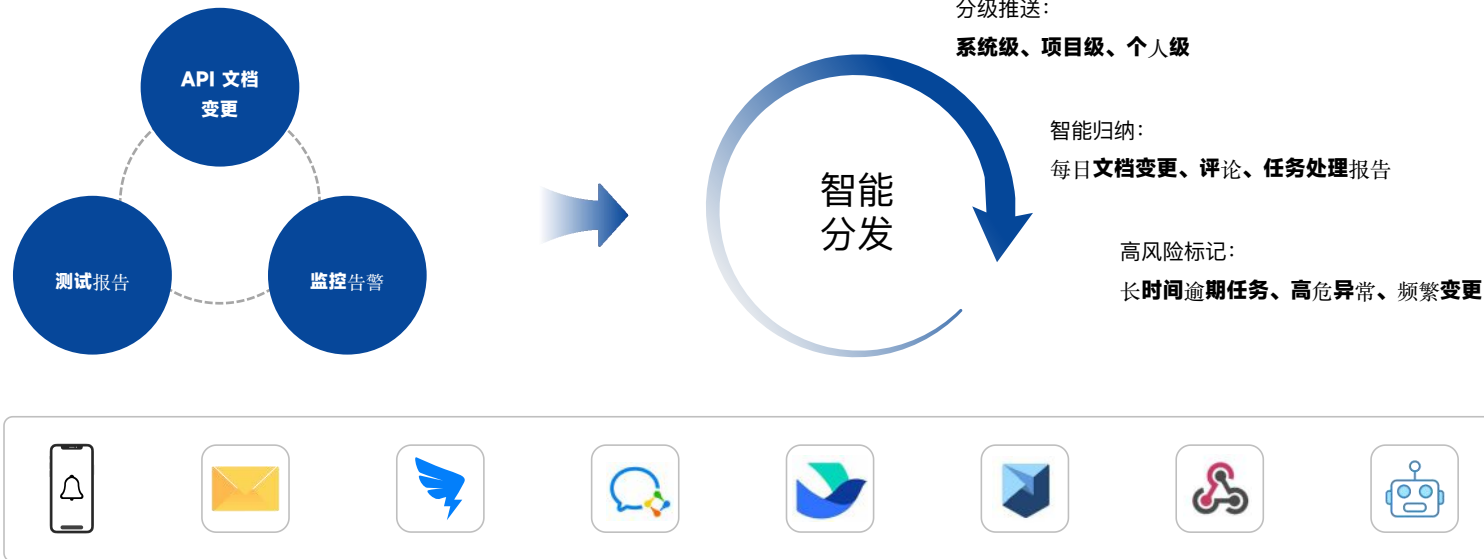 API 文档
变更
测试报告
监控告警
智能
分发
分级推送：
系统级、项目级、个人级
智能归纳：
每日文档变更、评论、任务处理报告
高风险标记：
长时间逾期任务、高危异常、频繁变更